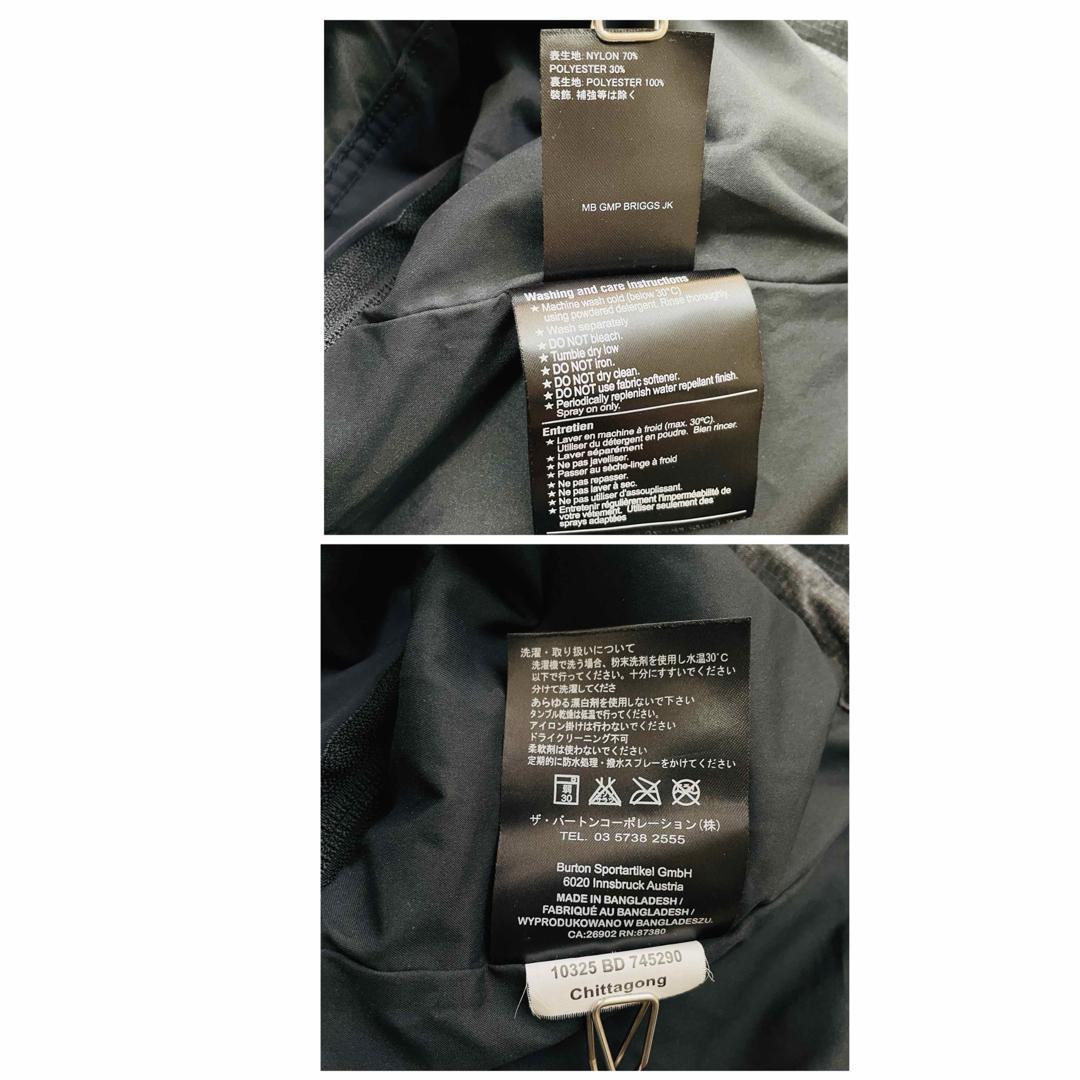 表生地: NYLON 70%
POLYESTER 30%
裏生地: POLYESTER 100%
装飾.補強等は除く
MB GMP BRIGGS JK
Washing and care instructions
★ Machine wash cold (below 30°C)
using powdered detergent. Rinse thoroughly.
★ Wash separately
★ DO NOT bleach.
★ Tumble dry low
★ DO NOT iron.
★ DO NOT dry clean.
★ DO NOT use fabric softener.
★ Periodically replenish water repellant finish.
Spray on only.
Entretien
★ Laver en machine à froid (max. 30ºC).
Utiliser du détergent en poudre. Bien rincer.
★ Laver séparément
★ Ne pas javelliser.
★ Passer au sèche-linge à froid
★ Ne pas repasser.
★ Ne pas laver à sec.
★ Ne pas utiliser d'assouplissant.
★ Entretenir régulièrement l'imperméabilité de
votre vêtement. Utiliser seulement des
sprays adaptées
洗濯・取り扱いについて
洗濯機で洗う場合、粉末洗剤を使用し水温30°C
以下で行ってください。十分にすすいでください
分けて洗濯してくださ
あらゆる漂白剤を使用しないで下さい
タンブル乾燥は低温で行ってください。
アイロン掛けは行わないでください
ドライクリーニング不可
柔軟剤は使わないでください
定期的に防水処理・撥水スプレーをかけてください
弱
30
ザ・バートンコーポレーション(株)
TEL. 03 5738 2555
Burton Sportartikel GmbH
6020 Innsbruck Austria
MADE IN BANGLADESH /
FABRIQUÉ AU BANGLADESH /
WYPRODUKOWANO W BANGLADESZU.
CA:26902 RN:87380
10325 BD 745290
Chittagong